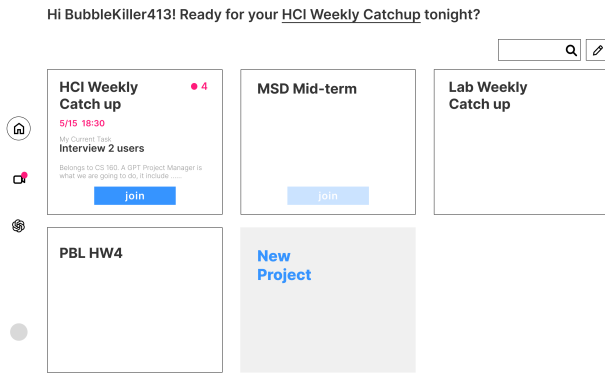 Hi BubbleKiller413! Ready for your HCI Weekly Catchup tonight?
HCI Weekly
Catch up
4
5/15 18:30
My Current Task
Interview 2 users
Belongs to CS 160. A GPT Project Manager is
what we are going to do, it include ......
join
MSD Mid-term
join
Lab Weekly
Catch up
PBL HW4
New
Project